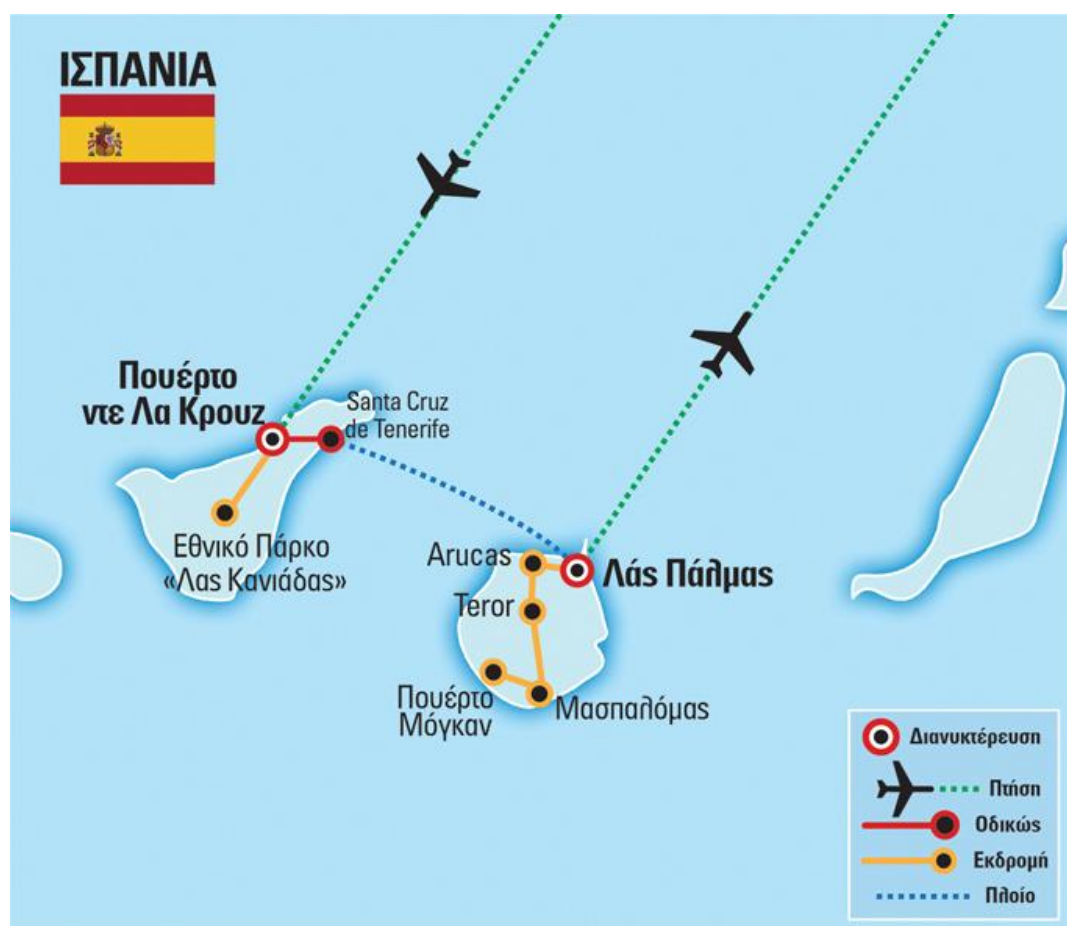 ΙΣΠΑΝΙΑ
Πουέρτο
ντε Λα Κρουζ
Santa Cruz
de Tenerife
Εθνικό Πάρκο
«Λας Κανιάδας»
Arucas
Λάς Πάλμας
Teror
Πουέρτο
Μόγκαν
Μασπαλόμας
Διανυκτέρευση
Πτήση
Οδικώς
Εκδρομή
Πλοίο